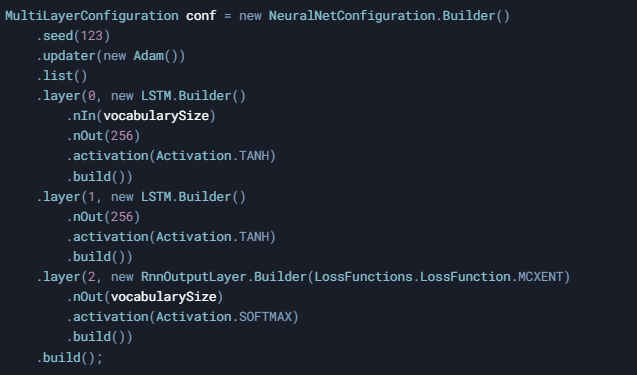 MultiLayerConfiguration conf = new NeuralNetConfiguration.Builder()
    .seed(123)
    .updater(new Adam())
    .list()
    .layer(0, new LSTM.Builder()
        .nIn(vocabularySize)
        .nOut(256)
        .activation(Activation.TANH)
        .build())
    .layer(1, new LSTM.Builder()
        .nOut(256)
        .activation(Activation.TANH)
        .build())
    .layer(2, new RnnOutputLayer.Builder(LossFunctions.LossFunction.MCXENT)
        .nOut(vocabularySize)
        .activation(Activation.SOFTMAX)
        .build())
    .build();